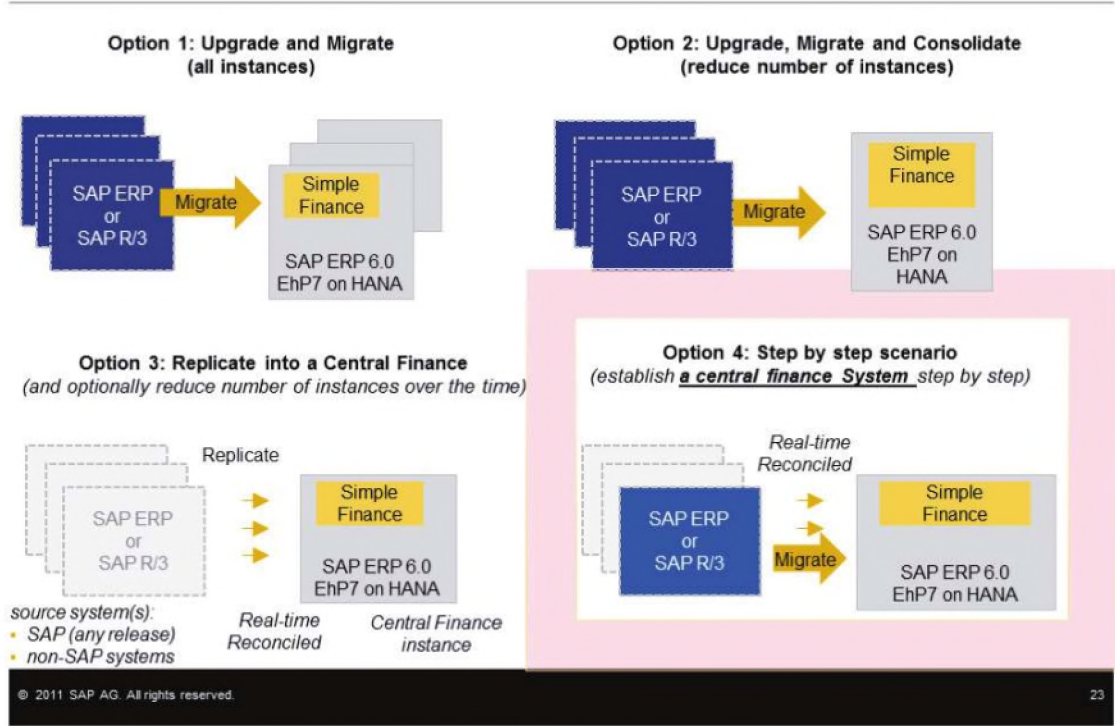 Option 1: Upgrade and Migrate
(all instances)
SAP ERP
or
SAP R/3
Migrate
Simple
Finance
SAP ERP 6.0
EhP7 on HANA
Option 2: Upgrade, Migrate and Consolidate
(reduce number of instances)
SAP ERP
or
SAP R/3
Migrate
Simple
Finance
SAP ERP 6.0
EhP7 on
HANA
Option 3: Replicate into a Central Finance
(and optionally reduce number of instances over the time)
Replicate
SAP ERP
or
SAP R/3
Simple
Finance
SAP ERP 6.0
EhP7 on HANA
source system(s):
• SAP (any release)
• non-SAP systems
Real-time
Reconciled
Central Finance
instance
Option 4: Step by step scenario
(establish a central finance System step by step)
Real-time
Reconciled
SAP ERP
or
SAP R/3
Migrate
Simple
Finance
SAP ERP 6.0
EhP7 on HANA
© 2011 SAP AG. All rights reserved.
23